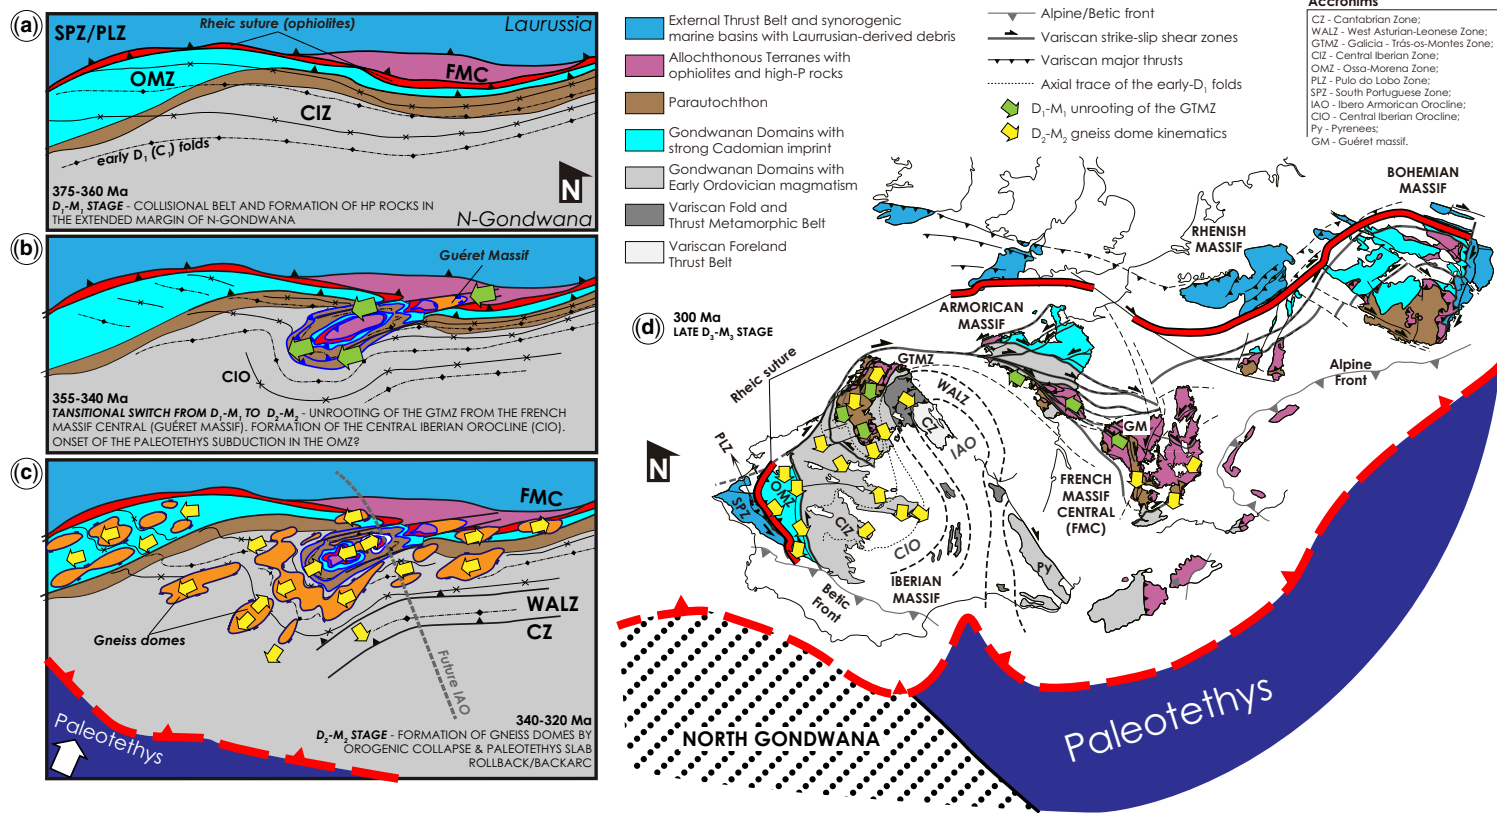 (a)
SPZ/PLZ
Rheic suture (ophiolites)
Laurussia
OMZ
FMC
CIZ
early D1 (C1) folds
N
375-360 Ma
D1-M1 STAGE - COLLISIONAL BELT AND FORMATION OF HP ROCKS IN
THE EXTENDED MARGIN OF N-GONDWANA
N-Gondwana
(b)
Guéret Massif
CIO
355-340 Ma
TANSITIONAL SWITCH FROM D1-M1 TO D2-M2 - UNROOTING OF THE GTMZ FROM THE FRENCH
MASSIF CENTRAL (GUÉRET MASSIF). FORMATION OF THE CENTRAL IBERIAN OROCLINE (CIO).
ONSET OF THE PALEOTETHYS SUBDUCTION IN THE OMZ?
(c)
FMC
WALZ
CZ
Gneiss domes
Future IAO
Paleotethys
340-320 Ma
D2-M2 STAGE - FORMATION OF GNEISS DOMES BY
OROGENIC COLLAPSE & PALEOTETHYS SLAB
ROLLBACK/BACKARC
External Thrust Belt and synorogenic
marine basins with Laurrusian-derived debris
Allochthonous Terranes with
ophiolites and high-P rocks
Parautochthon
Gondwanan Domains with
strong Cadomian imprint
Gondwanan Domains with
Early Ordovician magmatism
Variscan Fold and
Thrust Metamorphic Belt
Variscan Foreland
Thrust Belt
Alpine/Betic front
Variscan strike-slip shear zones
Variscan major thrusts
Axial trace of the early-D1 folds
D1-M1 unrooting of the GTMZ
D2-M2 gneiss dome kinematics
Accronims
CZ - Cantabrian Zone;
WALZ - West Asturian-Leonese Zone;
GTMZ - Galicia - Trás-os-Montes Zone;
CIZ - Central Iberian Zone;
OMZ - Ossa-Morena Zone;
PLZ - Pulo do Lobo Zone;
SPZ - South Portuguese Zone;
IAO - Ibero Armorican Orocline;
CIO - Central Iberian Orocline;
Py - Pyrenees;
GM - Guéret massif.
(d)
300 Ma
LATE D3-M3 STAGE
BOHEMIAN
MASSIF
RHENISH
MASSIF
ARMORICAN
MASSIF
Rheic suture
GTMZ
WALZ
CZ
IAO
Alpine
Front
GM
N
PLZ
SPZ
OMZ
CIZ
CIO
FRENCH
MASSIF
CENTRAL
(FMC)
IBERIAN
MASSIF
Py
Betic
Front
NORTH GONDWANA
Paleotethys